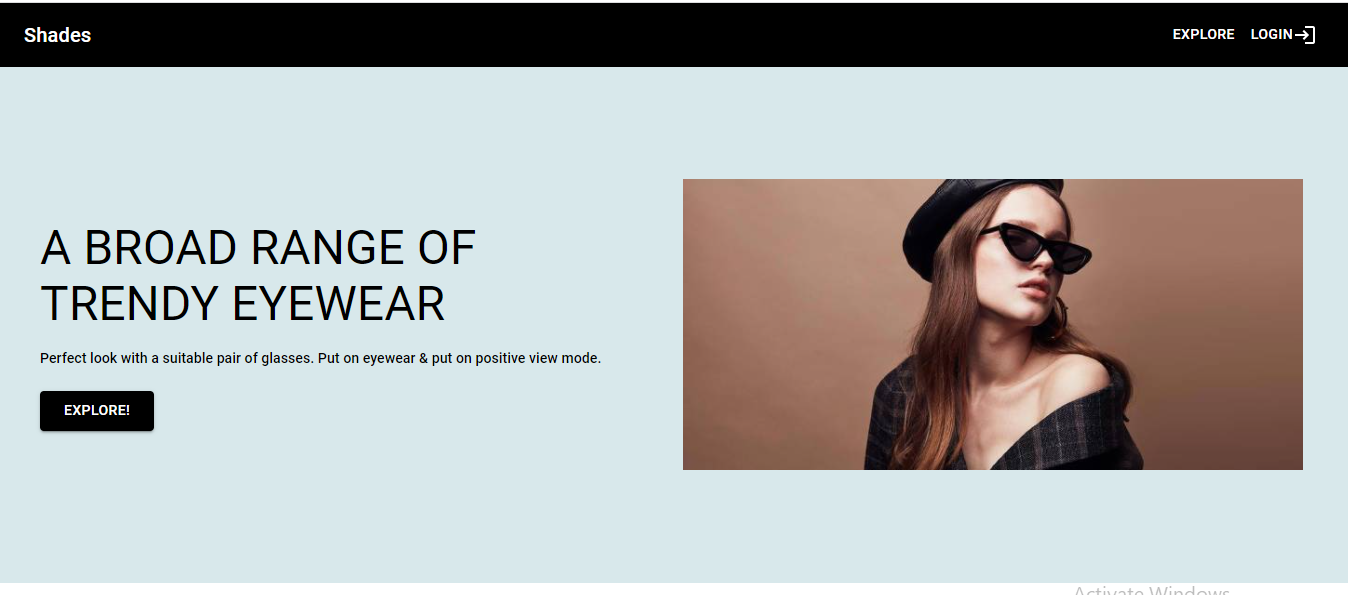 Shades
EXPLORE
LOGIN
A BROAD RANGE OF
TRENDY EYEWEAR
Perfect look with a suitable pair of glasses. Put on eyewear & put on positive view mode.
EXPLORE!
Activate Windows